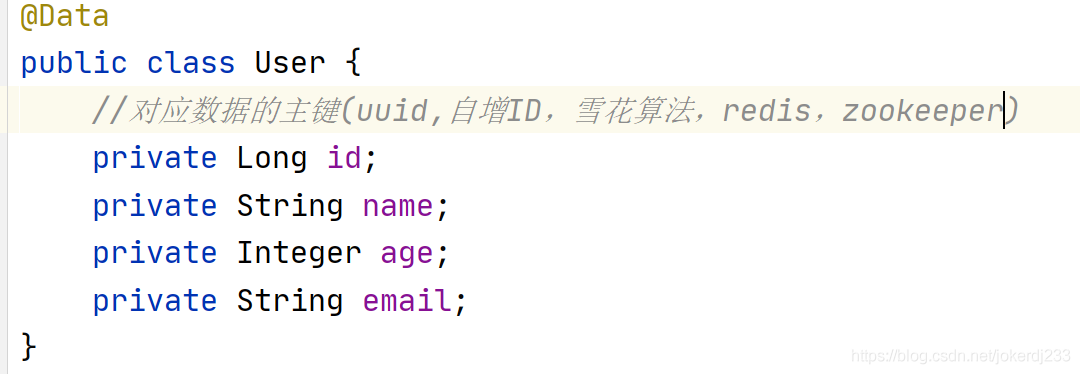 @Data
public class User {
//对应数据的主键(uuid,自增ID，雪花算法，redis，zookeeper)
private Long id;
private String name;
private Integer age;
private String email;
}
https://blog.csdn.net/jokerdj233